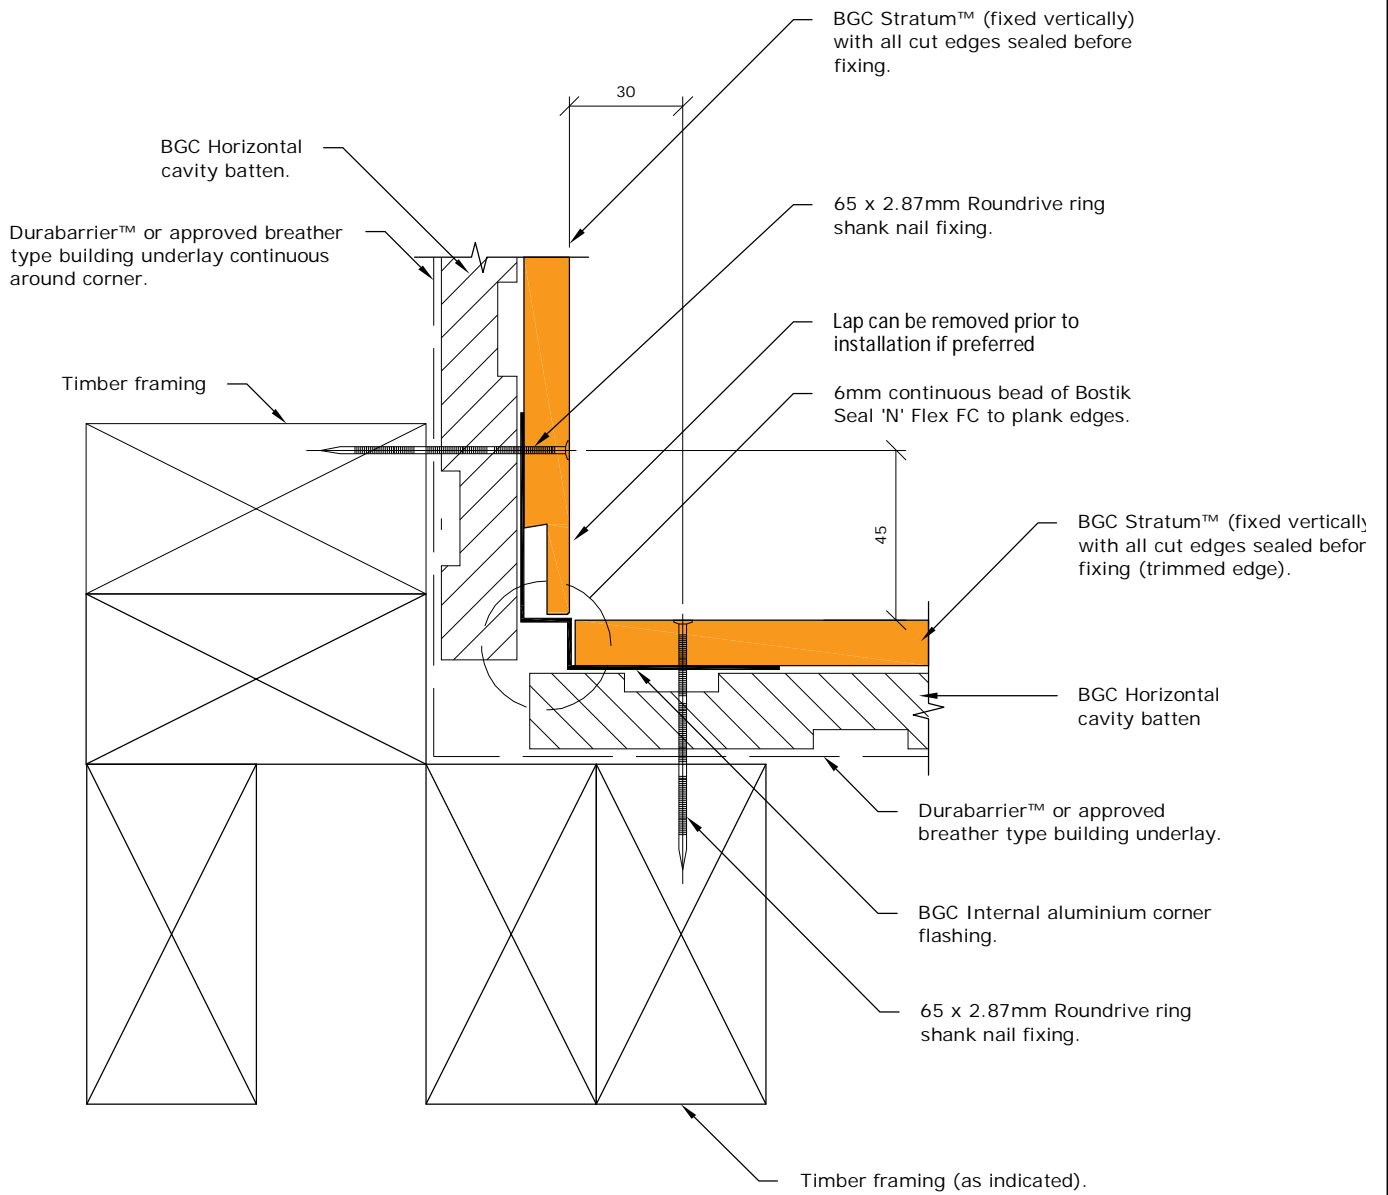 BGC Stratum™ (fixed vertically)
with all cut edges sealed before
fixing.
30
BGC Horizontal
cavity batten.
65 x 2.87mm Roundrive ring
shank nail fixing.
Durabarrier™ or approved breather
type building underlay continuous
around corner.
Lap can be removed prior to
installation if preferred
Timber framing
6mm continuous bead of Bostik
Seal 'N' Flex FC to plank edges.
45
BGC Stratum™ (fixed vertically
with all cut edges sealed befor
fixing (trimmed edge).
BGC Horizontal
cavity batten
Durabarrier™ or approved
breather type building underlay.
BGC Internal aluminium corner
flashing.
65 x 2.87mm Roundrive ring
shank nail fixing.
Timber framing (as indicated).